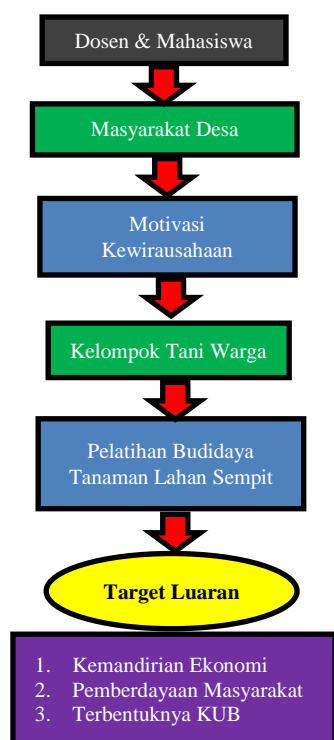 Dosen & Mahasiswa
Masyarakat Desa
Motivasi
Kewirausahaan
Kelompok Tani Warga
Pelatihan Budidaya
Tanaman Lahan Sempit
Target Luaran
1. Kemandirian Ekonomi
2. Pemberdayaan Masyarakat
3. Terbentuknya KUB